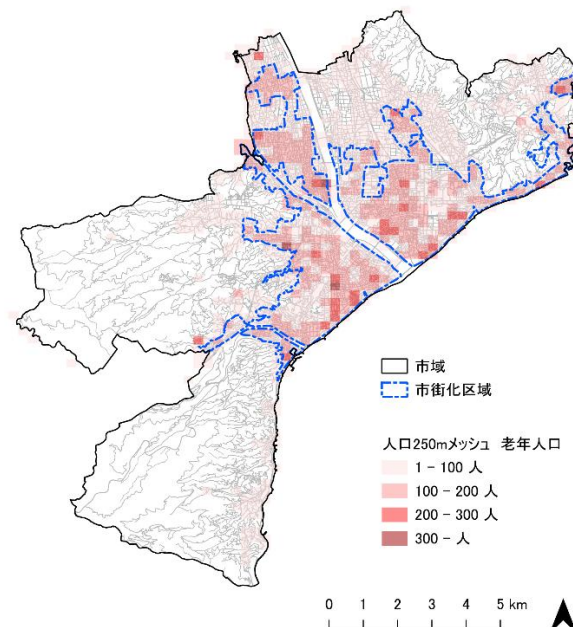 市域
市街化区域
人口250mメッシュ 老年人口
1 - 100 人
100 - 200 人
200 - 300 人
300 - 人
0 1 2 3 4 5 km